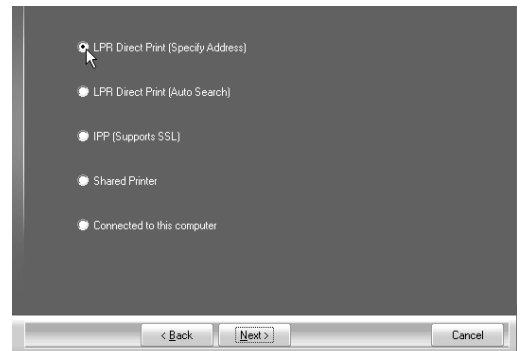 LPR Direct Print (Specify Address)
LPR Direct Print (Auto Search)
IPP (Supports SSL)
Shared Printer
Connected to this computer
< Back Next > Cancel